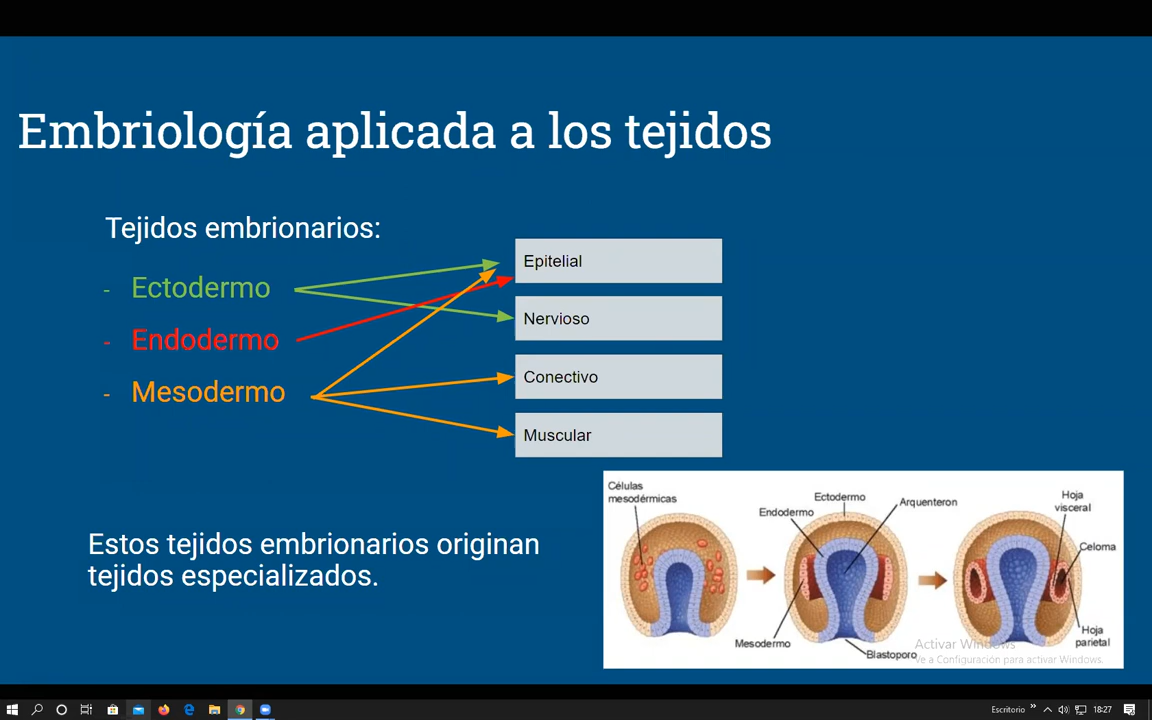 Embriología aplicada a los tejidos
Tejidos embrionarios:
- Ectodermo
- Endodermo
- Mesodermo
Epitelial
Nervioso
Conectivo
Muscular
Estos tejidos embrionarios originan
tejidos especializados.
Células
mesodérmicas
Ectodermo
Endodermo
Arquenteron
Mesodermo
Blastoporo
Hoja
visceral
Celoma
Hoja
parietal
Activar Windows
Ve a Configuración para activar Windows.
Escritorio
18:27